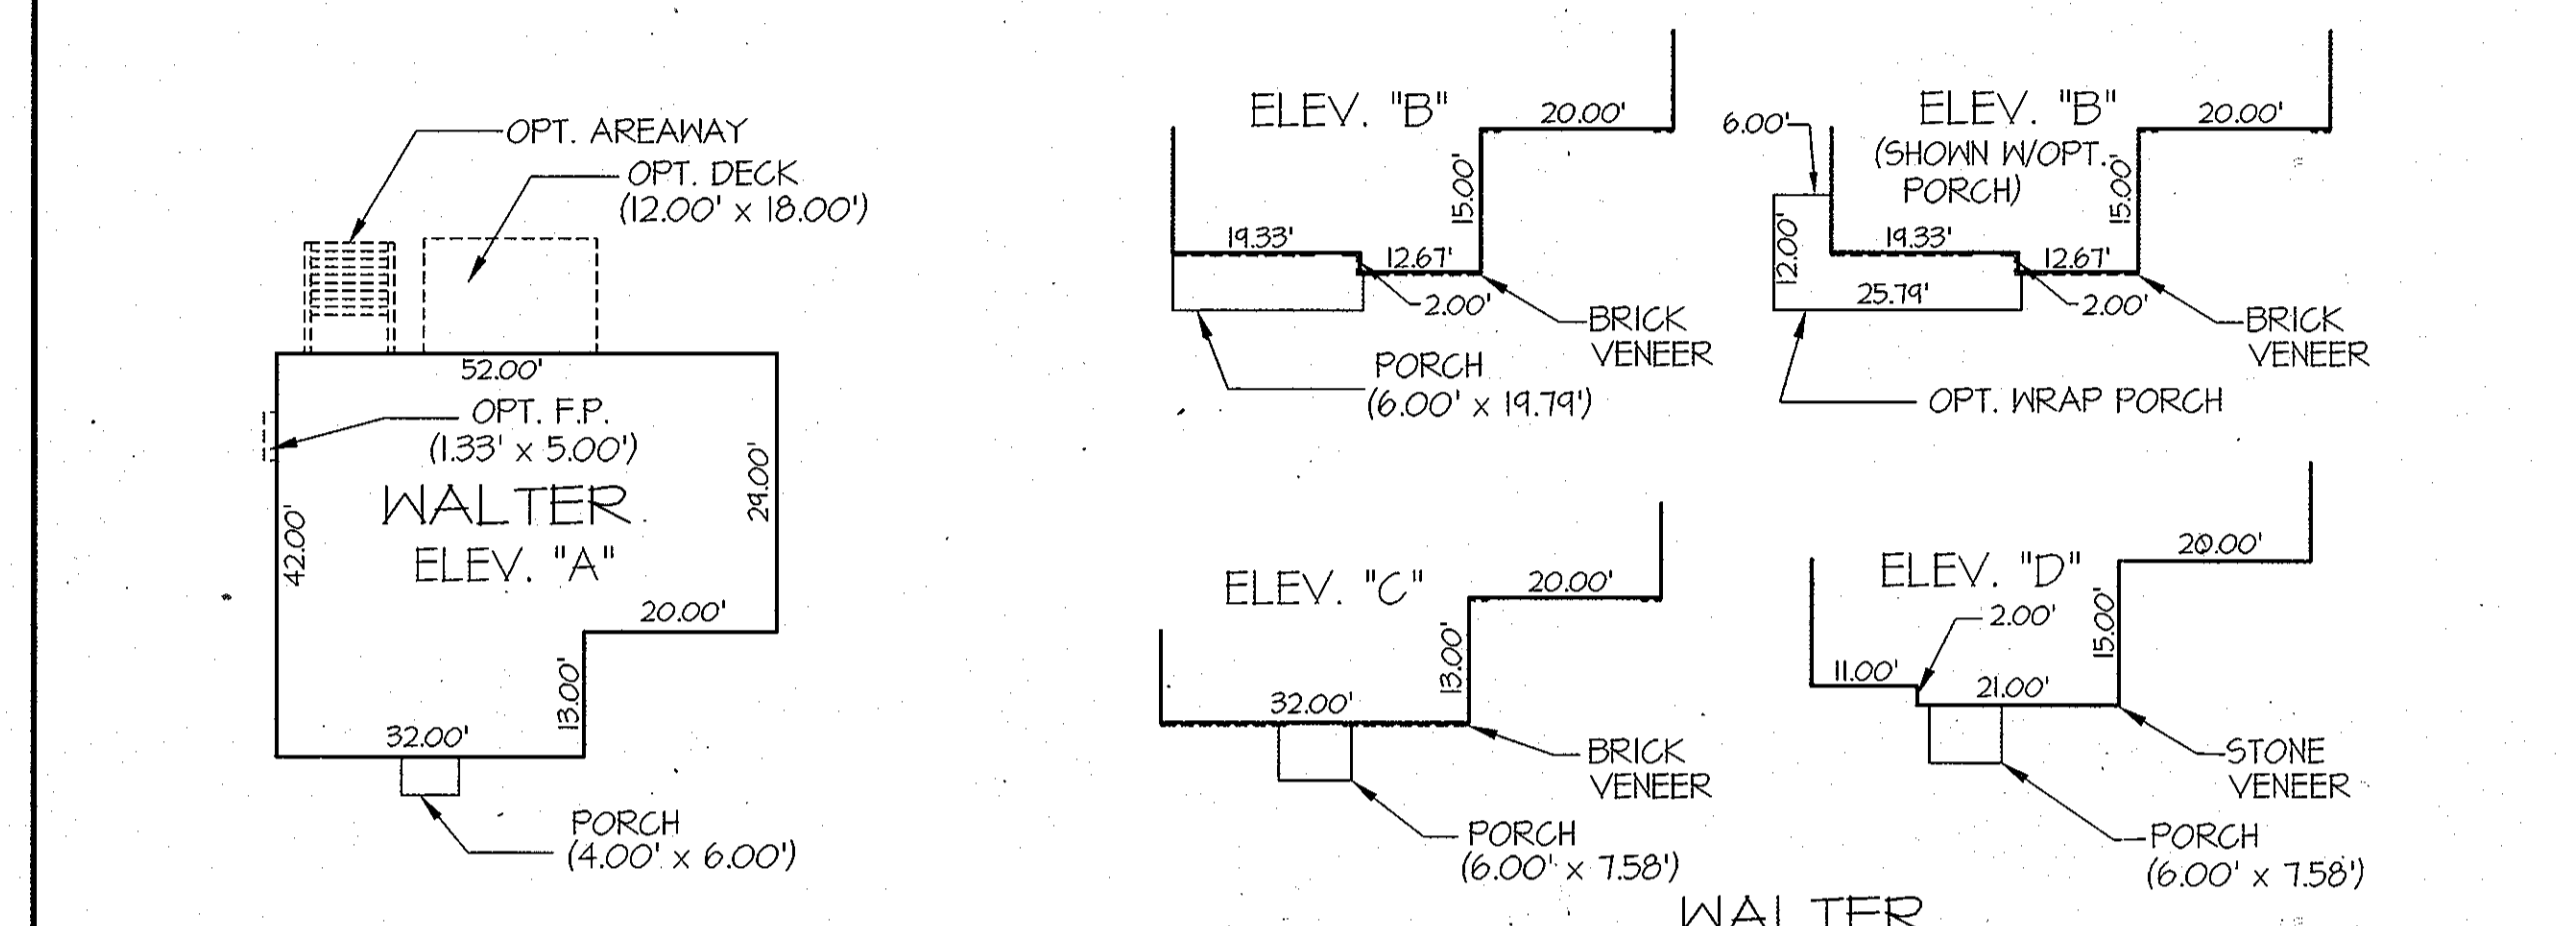 OPT. AREAWAY
OPT. DECK
(12.00' x 18.00')
52.00'
OPT. F.P.
(1.33' x 5.00')
WALTER
ELEV. "A"
42.00'
29.00'
20.00'
13.00'
32.00'
PORCH
(4.00' x 6.00')
ELEV. "B"
20.00'
15.00'
19.33'
12.67'
2.00'
BRICK
VENEER
PORCH
(6.00' x 19.79')
6.00'
ELEV. "B"
(SHOWN W/OPT.
PORCH)
20.00'
15.00'
12.00'
19.33'
12.67'
25.79'
2.00'
BRICK
VENEER
OPT. WRAP PORCH
ELEV. "C"
20.00'
13.00'
32.00'
BRICK
VENEER
PORCH
(6.00' x 7.58')
ELEV. "D"
20.00'
2.00'
15.00'
11.00'
21.00'
STONE
VENEER
PORCH
(6.00' x 7.58')
WALTER